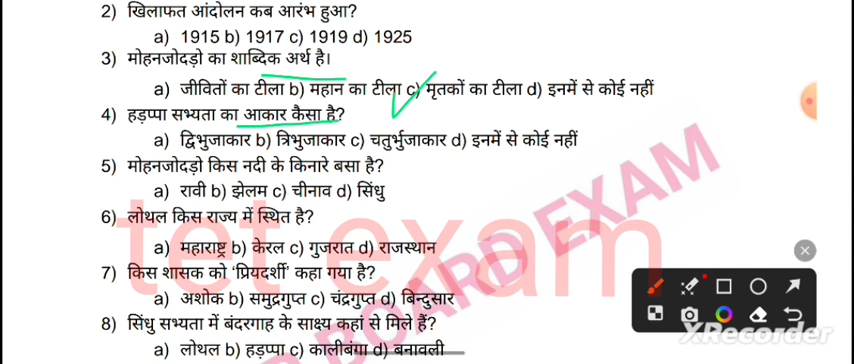 2) खिलाफत आंदोलन कब आरंभ हुआ?
a) 1915 b) 1917 c) 1919 d) 1925
3) मोहनजोदड़ो का शाब्दिक अर्थ है।
a) जीवितों का टीला b) महान का टीला c) मृतकों का टीला d) इनमें से कोई नहीं
4) हड़प्पा सभ्यता का आकार कैसा है?
a) द्विभुजाकार b) त्रिभुजाकार c) चतुर्भुजाकार d) इनमें से कोई नहीं
5) मोहनजोदड़ो किस नदी के किनारे बसा है?
a) रावी b) झेलम c) चीनाव d) सिंधु
6) लोथल किस राज्य में स्थित है?
a) महाराष्ट्र b) केरल c) गुजरात d) राजस्थान
7) किस शासक को ‘प्रियदर्शी’ कहा गया है?
a) अशोक b) समुद्रगुप्त c) चंद्रगुप्त d) बिन्दुसार
8) सिंधु सभ्यता में बंदरगाह के साक्ष्य कहां से मिले हैं?
a) लोथल b) हड़प्पा c) कालीबंगा d) बनावली
tet exam
BOARD EXAM
XRecorder